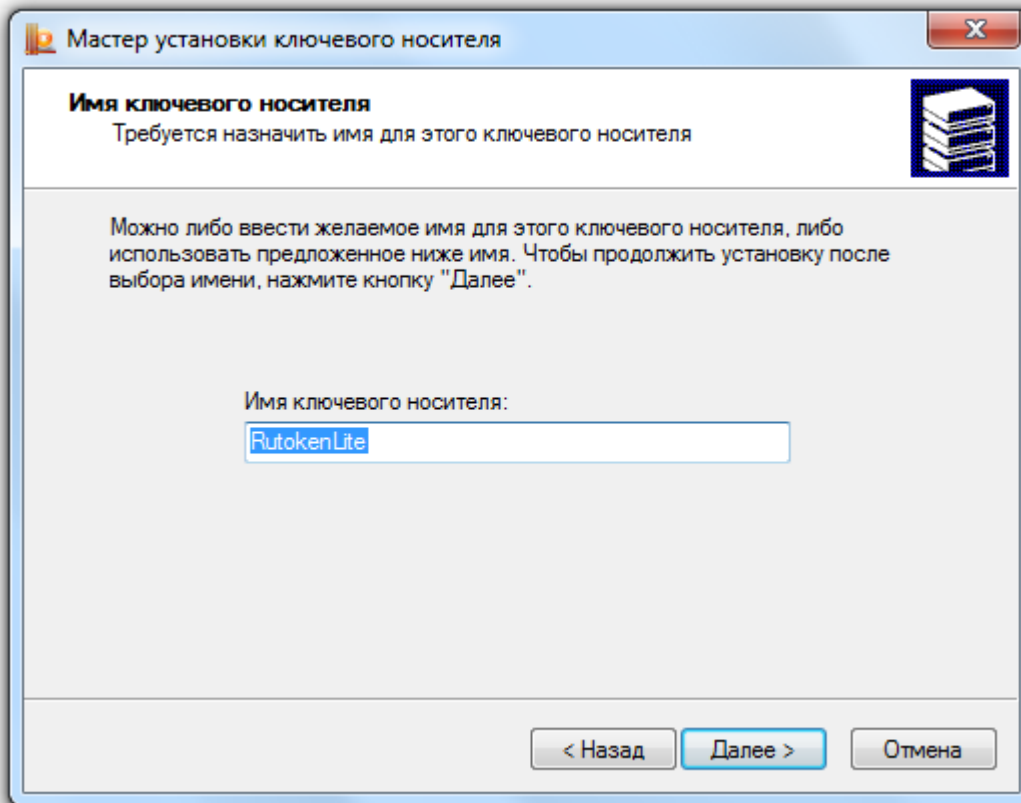 Мастер установки ключевого носителя
Имя ключевого носителя
Требуется назначить имя для этого ключевого носителя
Можно либо ввести желаемое имя для этого ключевого носителя, либо
использовать предложенное ниже имя. Чтобы продолжить установку после
выбора имени, нажмите кнопку "Далее".
Имя ключевого носителя:
RutokenLite
< Назад
Далее >
Отмена